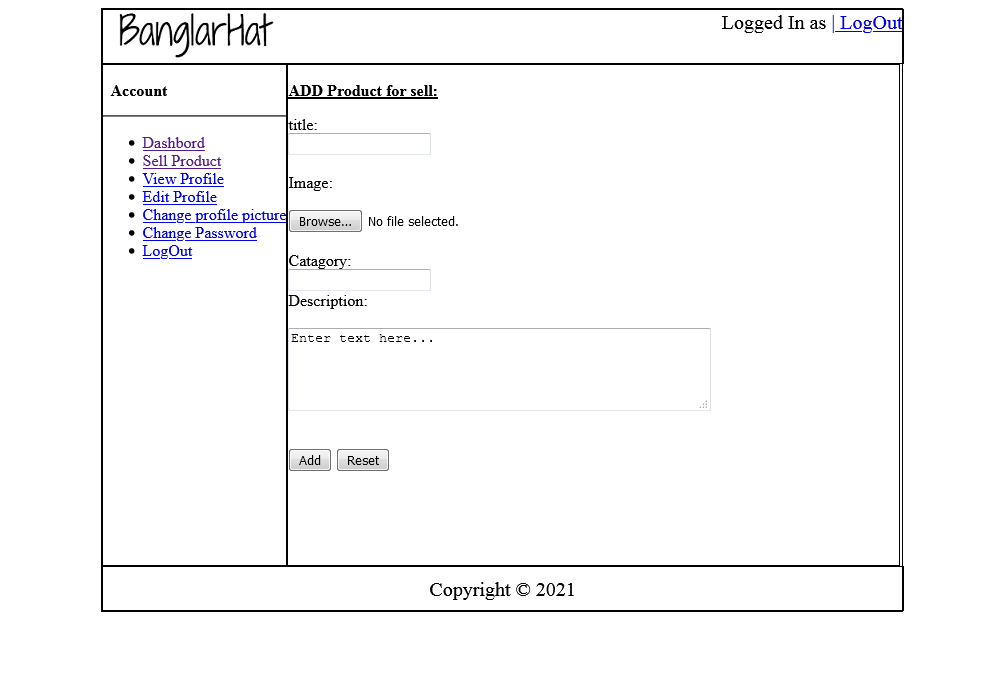 BanglarHat
Logged In as | LogOut
Account
Dashbord
Sell Product
View Profile
Edit Profile
Change profile picture
Change Password
LogOut
ADD Product for sell:
title:
Image:
Browse... No file selected.
Catagory:
Description:
Enter text here...
Add Reset
Copyright © 2021